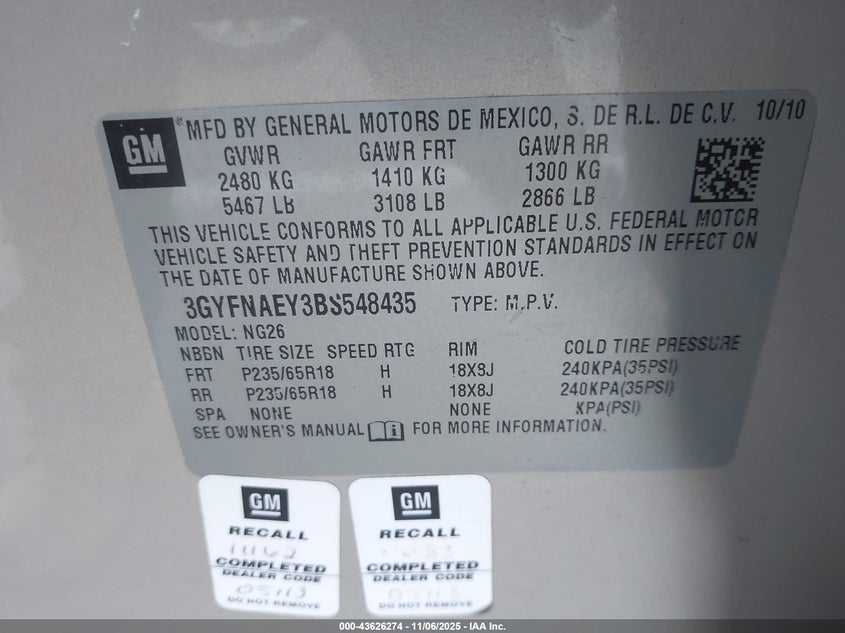 GM
® MFD BY GENERAL MOTORS DE MEXICO, S. DE R.L. DE C.V. 10/10
GVWR GAWR FRT GAWR RR
2480 KG 1410 KG 1300 KG
5467 LB 3108 LB 2866 LB
THIS VEHICLE CONFORMS TO ALL APPLICABLE U.S. FEDERAL MOTOR
VEHICLE SAFETY AND THEFT PREVENTION STANDARDS IN EFFECT ON
THE DATE OF MANUFACTURE SHOWN ABOVE.
3GYFNAEY3BS548435 TYPE: M.P.V.
MODEL: NG26
NBBN TIRE SIZE SPEED RTG RIM COLD TIRE PRESSURE
FRT P235/65R18 H 18X8J 240KPA(35PSI)
RR P235/65R18 H 18X8J 240KPA(35PSI)
SPA NONE NONE KPA(PSI)
SEE OWNER'S MANUAL i FOR MORE INFORMATION.
GM
RECALL
11162
COMPLETED
DEALER CODE
05113
DO NOT REMOVE
GM
RECALL
COMPLETED
DEALER CODE
05113
DO NOT REMOVE
000-43626274 - 11/06/2025 - IAA Inc.